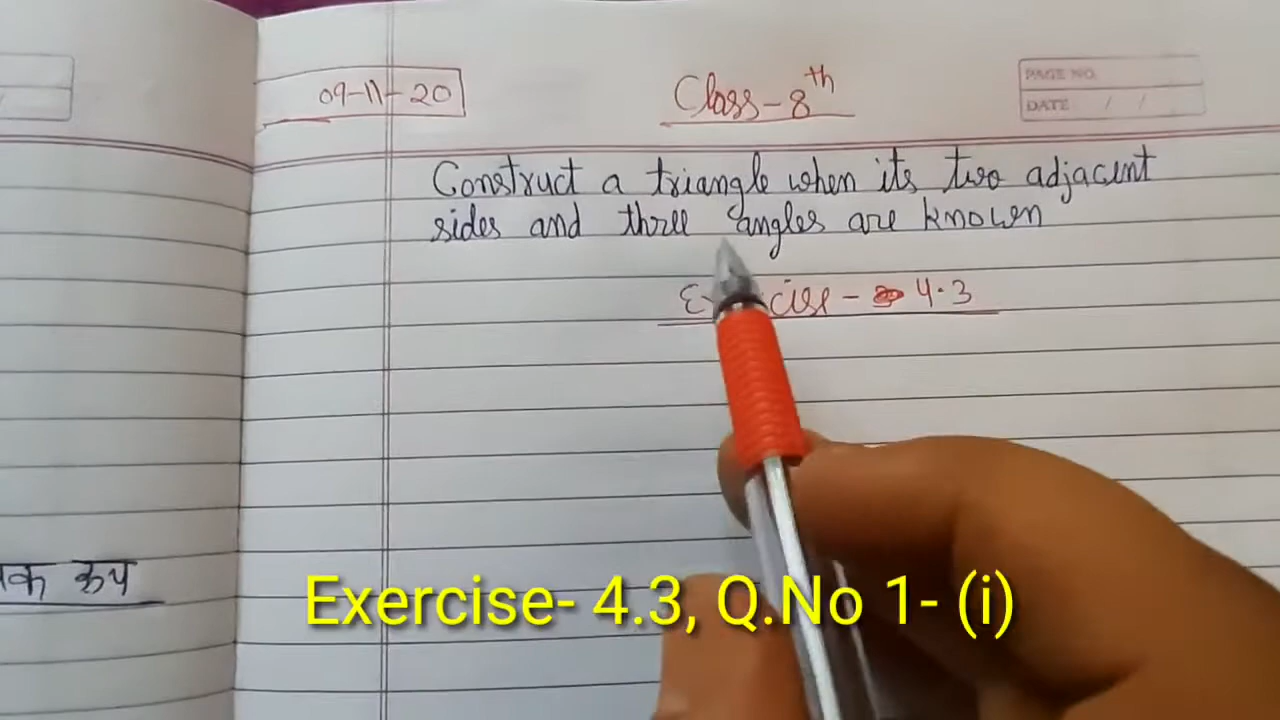 09-11-20
Class-8th
PAGE NO.
DATE / /
Construct a triangle when its two adjacent
sides and three angles are known
Exercise - 4.3
रूप
Exercise- 4.3, Q.No 1- (i)